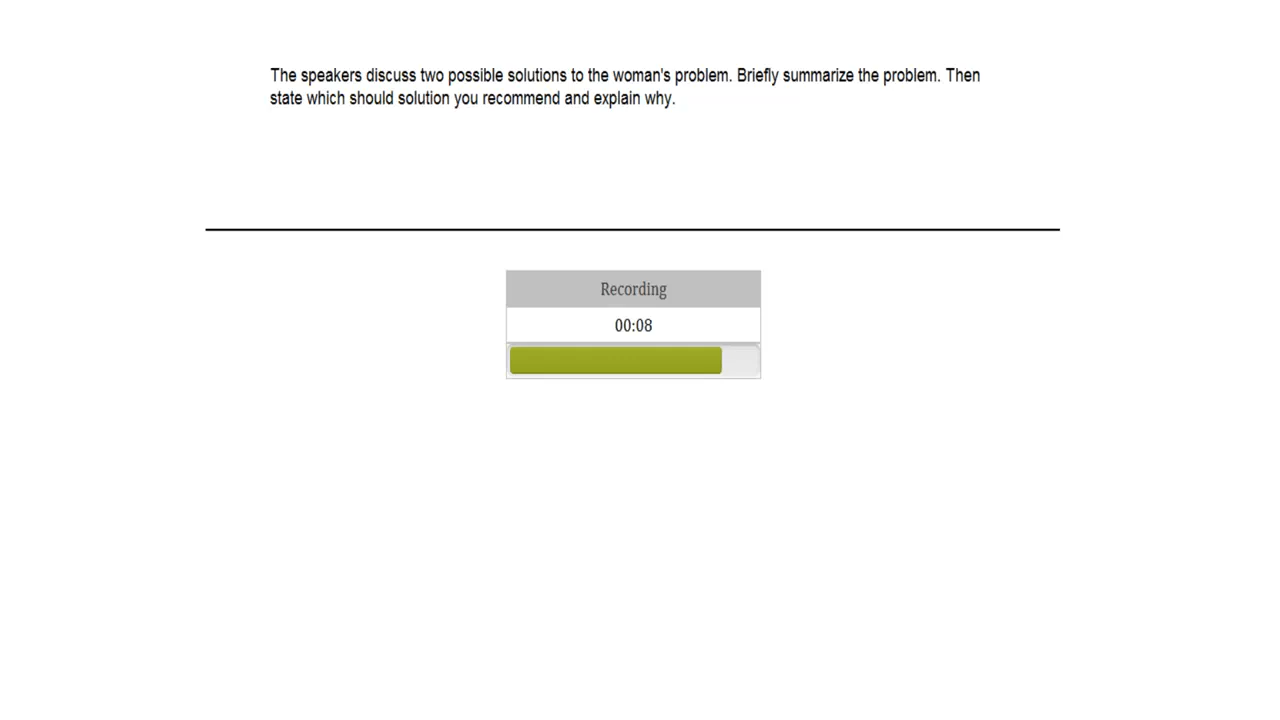 The speakers discuss two possible solutions to the woman's problem. Briefly summarize the problem. Then
state which should solution you recommend and explain why.
Recording
00:08